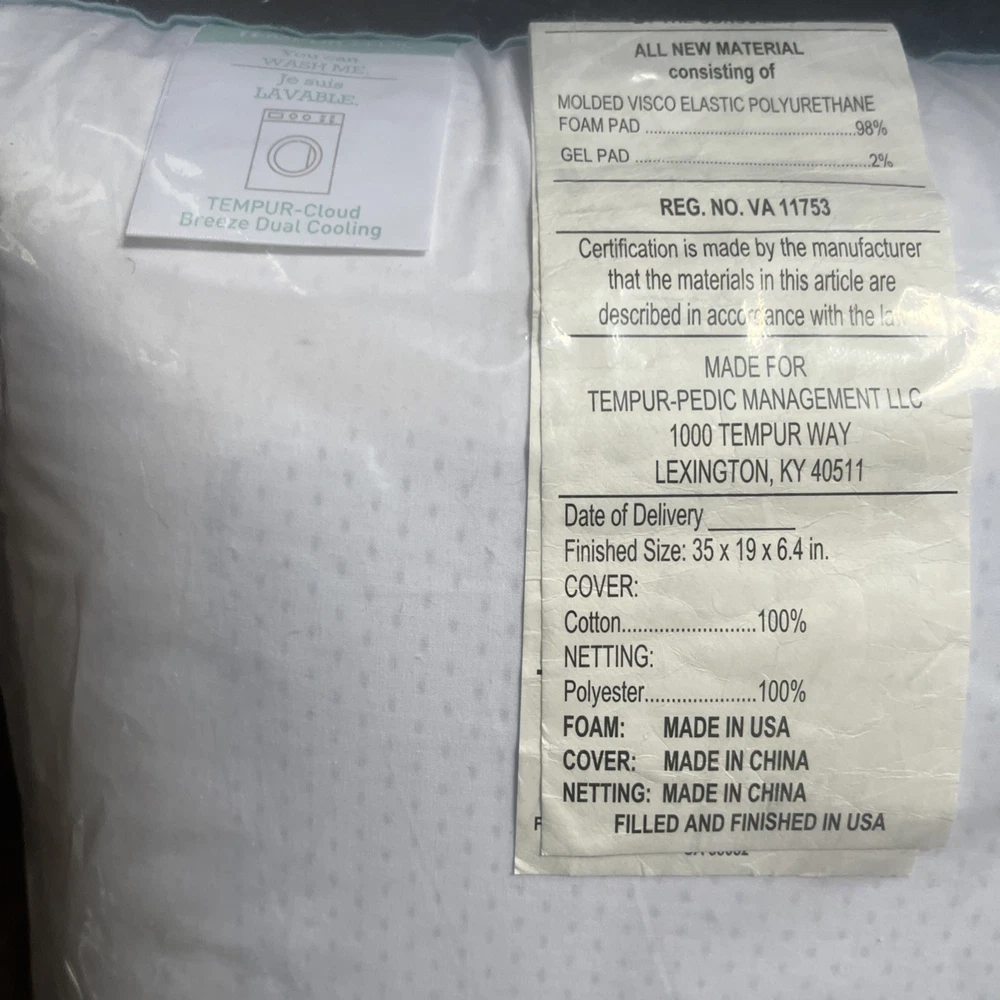 You can
WASH ME.
Je suis
LAVABLE.
TEMPUR-Cloud
Breeze Dual Cooling
ALL NEW MATERIAL
consisting of
MOLDED VISCO ELASTIC POLYURETHANE
FOAM PAD ..................................................98%
GEL PAD .......................................................2%
REG. NO. VA 11753
Certification is made by the manufacturer
that the materials in this article are
described in accordance with the
MADE FOR
TEMPUR-PEDIC MANAGEMENT LLC
1000 TEMPUR WAY
LEXINGTON, KY 40511
Date of Delivery ________
Finished Size: 35 x 19 x 6.4 in.
COVER:
Cotton.........................100%
NETTING:
Polyester.....................100%
FOAM: MADE IN USA
COVER: MADE IN CHINA
NETTING: MADE IN CHINA
FILLED AND FINISHED IN USA